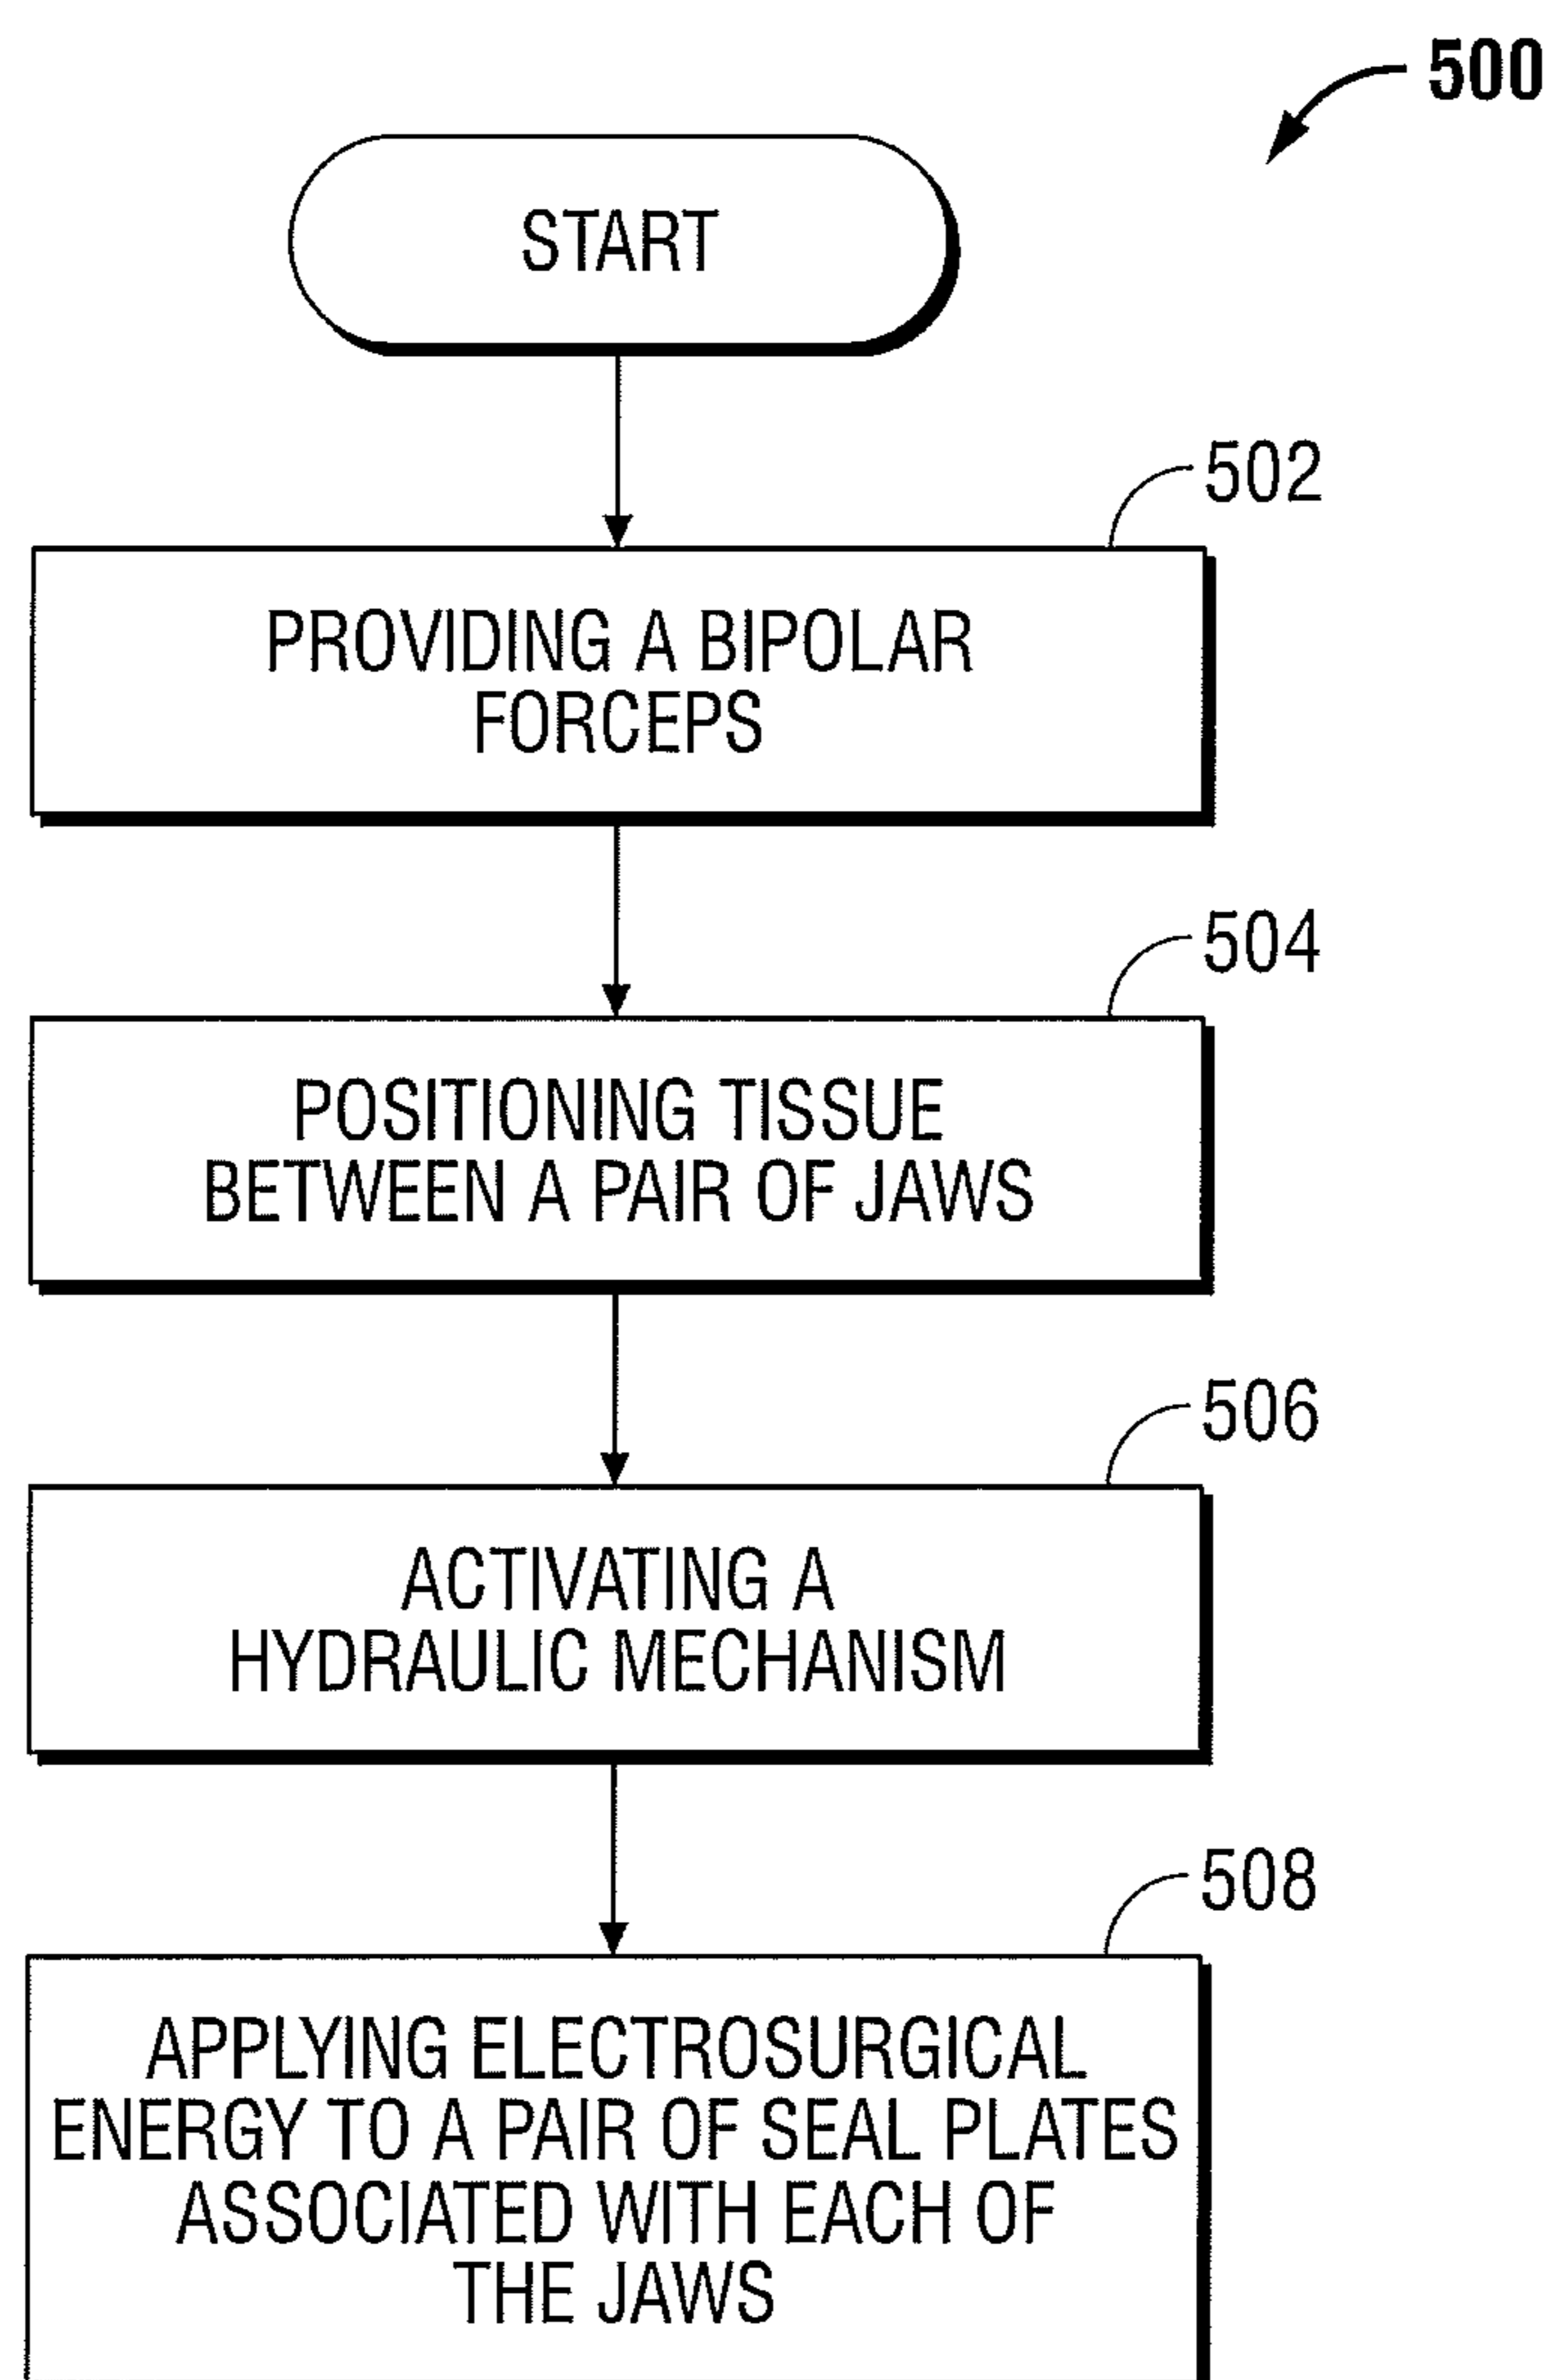 500
START
502
PROVIDING A BIPOLAR
FORCEPS
504
POSITIONING TISSUE
BETWEEN A PAIR OF JAWS
506
ACTIVATING A
HYDRAULIC MECHANISM
508
APPLYING ELECTROSURGICAL
ENERGY TO A PAIR OF SEAL PLATES
ASSOCIATED WITH EACH OF
THE JAWS